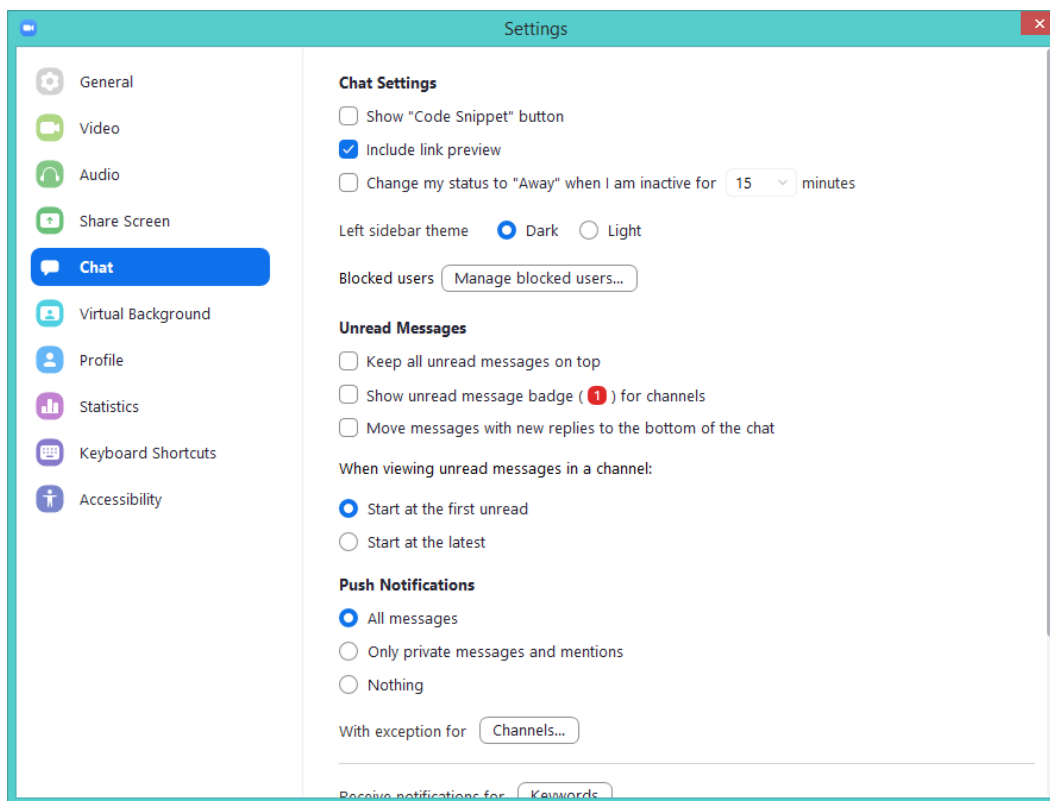 Settings
General
Video
Audio
Share Screen
Chat
Virtual Background
Profile
Statistics
Keyboard Shortcuts
Accessibility
Chat Settings
Show "Code Snippet" button
Include link preview
Change my status to "Away" when I am inactive for 15 minutes
Left sidebar theme Dark Light
Blocked users Manage blocked users...
Unread Messages
Keep all unread messages on top
Show unread message badge ( 1 ) for channels
Move messages with new replies to the bottom of the chat
When viewing unread messages in a channel:
Start at the first unread
Start at the latest
Push Notifications
All messages
Only private messages and mentions
Nothing
With exception for Channels...
Receive notifications for Keywords